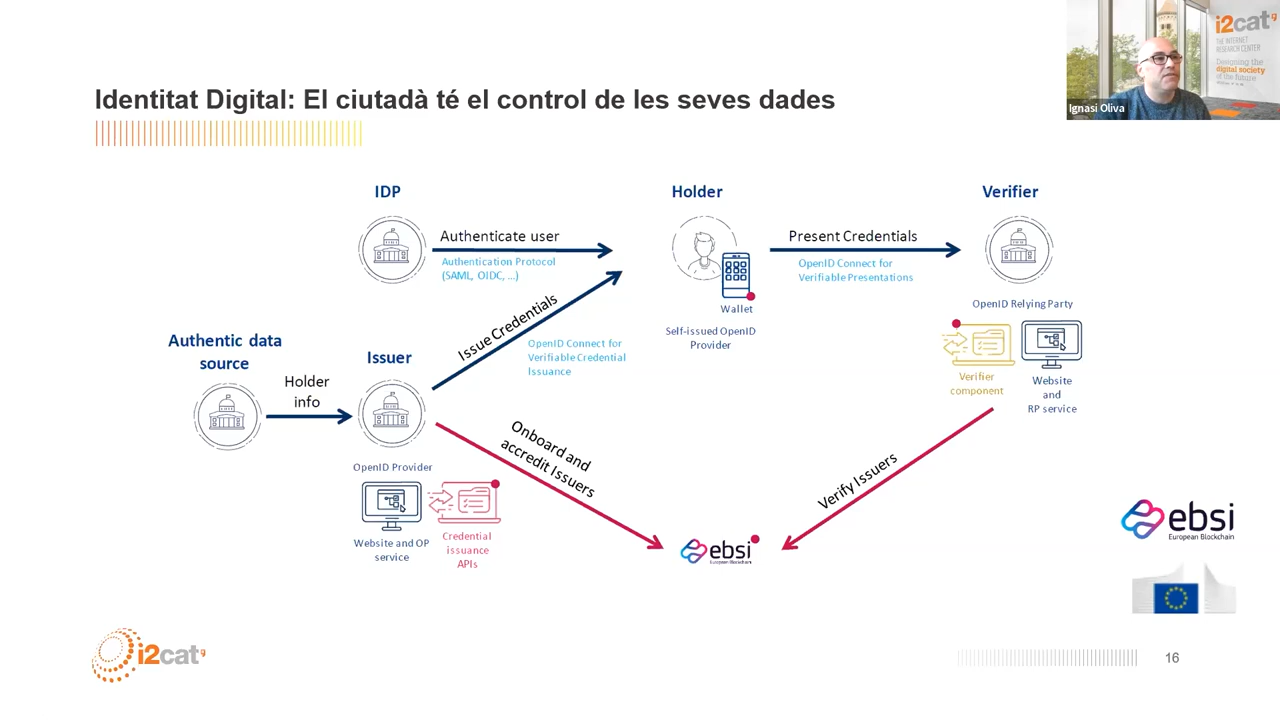 i2cat
THE INTERNET
RESEARCH CENTER
Designing the
digital society
of the future
Ignasi Oliva
Identitat Digital: El ciutadà té el control de les seves dades
IDP
Holder
Verifier
Authenticate user
Authentication Protocol
(SAML, OIDC, ...)
Present Credentials
OpenID Connect for
Verifiable Presentations
Issue Credentials
OpenID Connect for
Verifiable Credential
Issuance
Wallet
Self-issued OpenID
Provider
OpenID Relying Party
Verifier
component
Website
and
RP service
Authentic data
source
Holder
info
Issuer
OpenID Provider
Website and OP
service
Credential
issuance
APIs
Onboard and
accredit Issuers
Verify Issuers
ebsi
European Blockchain
ebsi
European Blockchain
i2cat
16